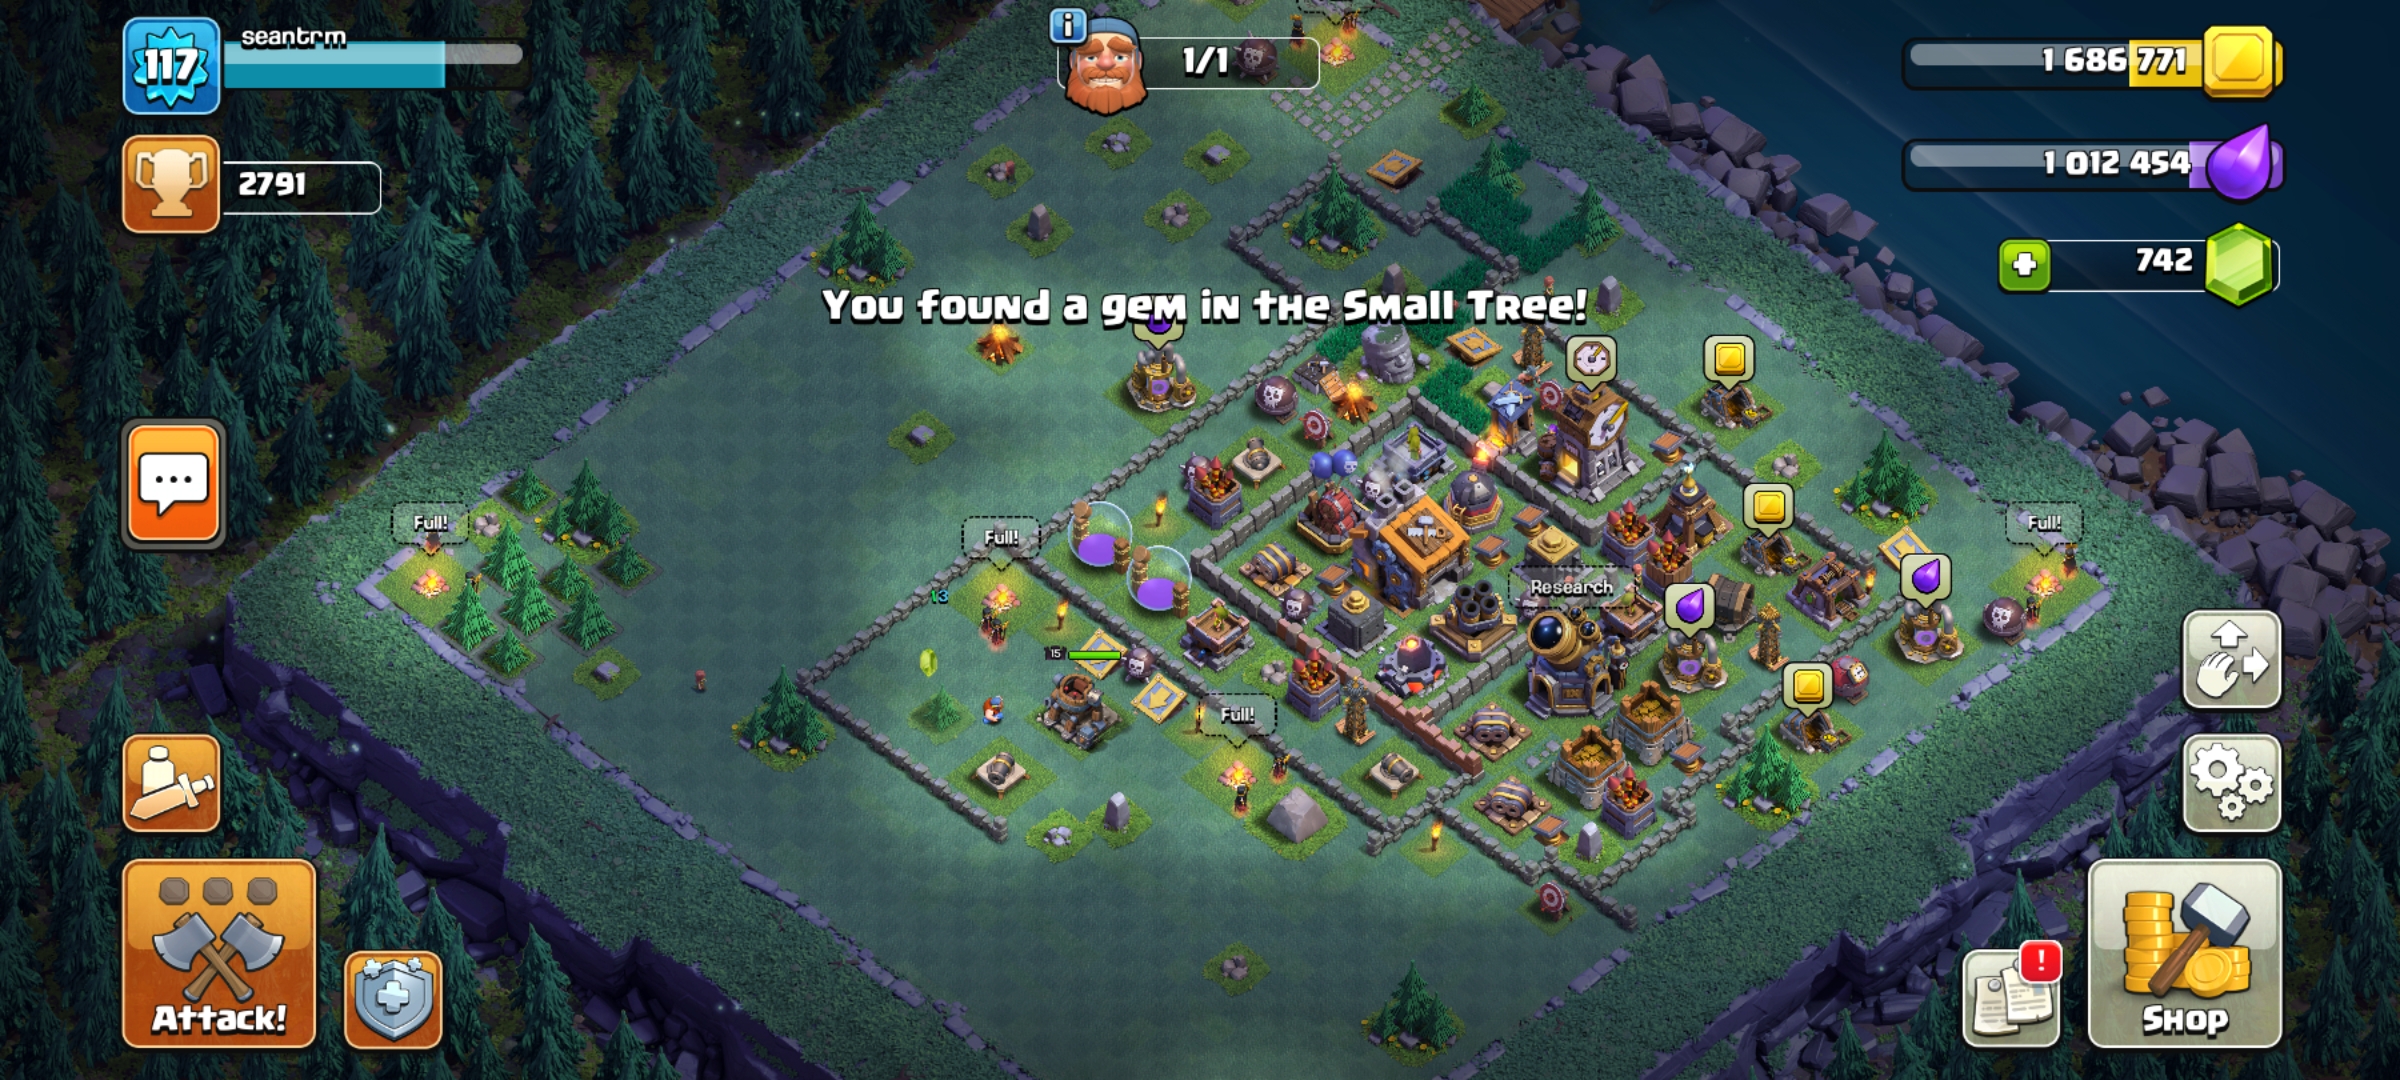 117
seantrm
i
1/1
1 686 771
2791
1 012 454
742
You found a gem in the Small Tree!
Full!
Full!
Full!
Research
13
15
Full!
!
Attack!
Shop